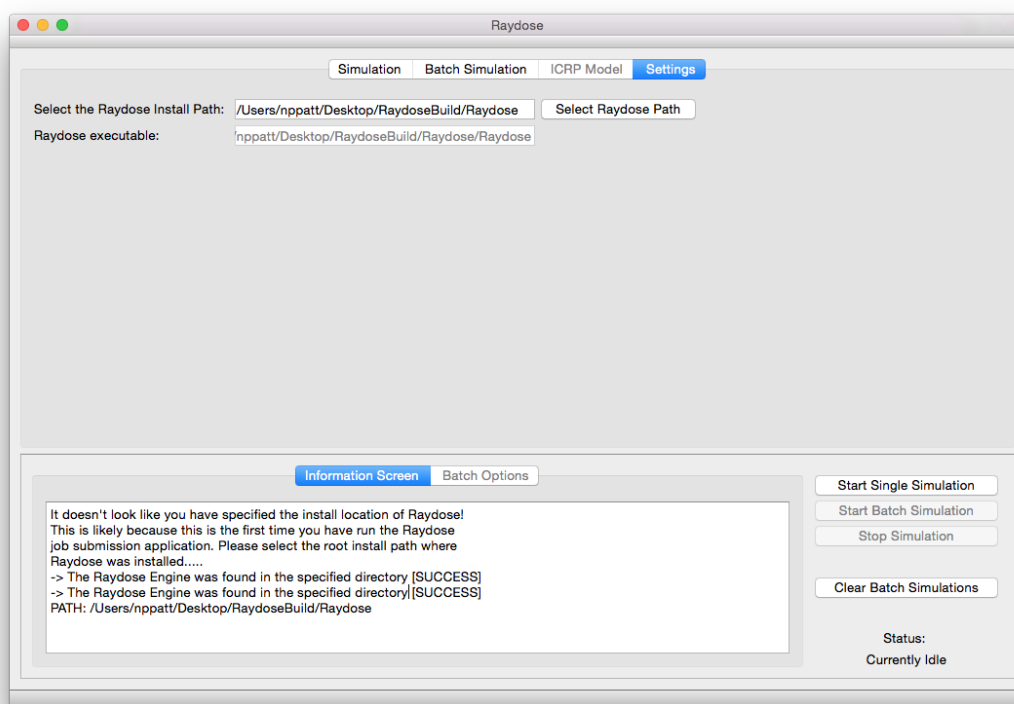 Raydose
Simulation Batch Simulation ICRP Model Settings
Select the Raydose Install Path: /Users/nppatt/Desktop/RaydoseBuild/Raydose Select Raydose Path
Raydose executable: 'nppatt/Desktop/RaydoseBuild/Raydose/Raydose
Information Screen Batch Options
It doesn't look like you have specified the install location of Raydose!
This is likely because this is the first time you have run the Raydose
job submission application. Please select the root install path where
Raydose was installed.....
-> The Raydose Engine was found in the specified directory [SUCCESS]
-> The Raydose Engine was found in the specified directory [SUCCESS]
PATH: /Users/nppatt/Desktop/RaydoseBuild/Raydose
Start Single Simulation
Start Batch Simulation
Stop Simulation
Clear Batch Simulations
Status:
Currently Idle